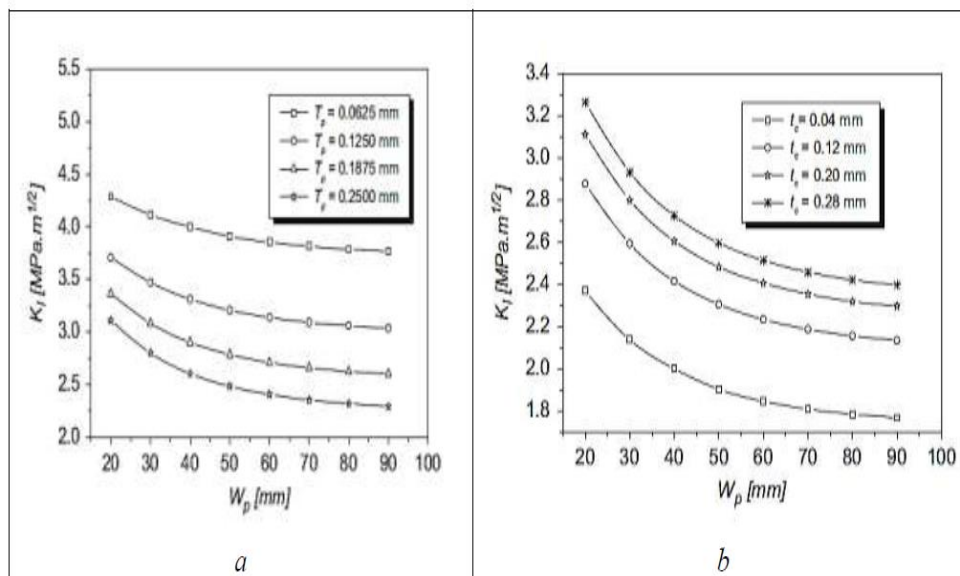 5.5
5.0
4.5
4.0
3.5
3.0
2.5
2.0
K_I [MPa.m^{1/2}]
T_p = 0.0625 mm
T_p = 0.1250 mm
T_p = 0.1875 mm
T_p = 0.2500 mm
20 30 40 50 60 70 80 90 100
W_p [mm]
a
3.4
3.2
3.0
2.8
2.6
2.4
2.2
2.0
1.8
K_I [MPa.m^{1/2}]
t_c = 0.04 mm
t_c = 0.12 mm
t_c = 0.20 mm
t_c = 0.28 mm
20 30 40 50 60 70 80 90 100
W_p [mm]
b